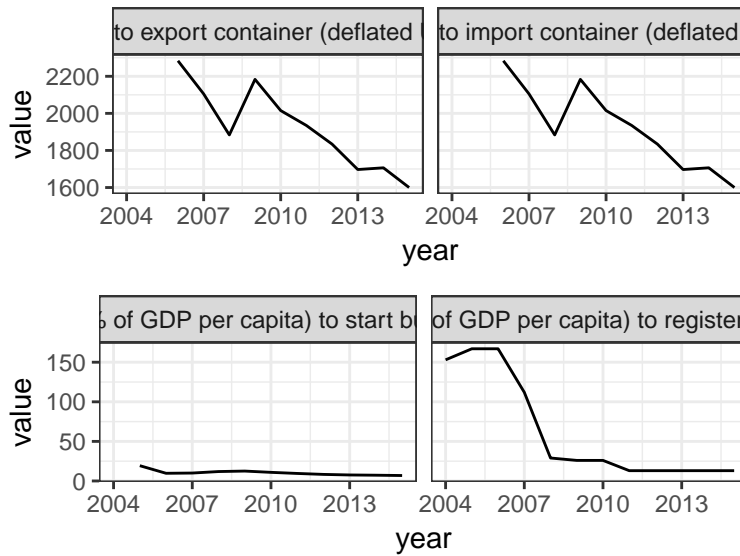 to export container (deflated to import container (deflated
2200
2000
1800
1600
value
2004 2007 2010 2013 2004 2007 2010 2013
year
% of GDP per capita) to start of GDP per capita) to register
150
100
50
0
value
2004 2007 2010 2013 2004 2007 2010 2013
year